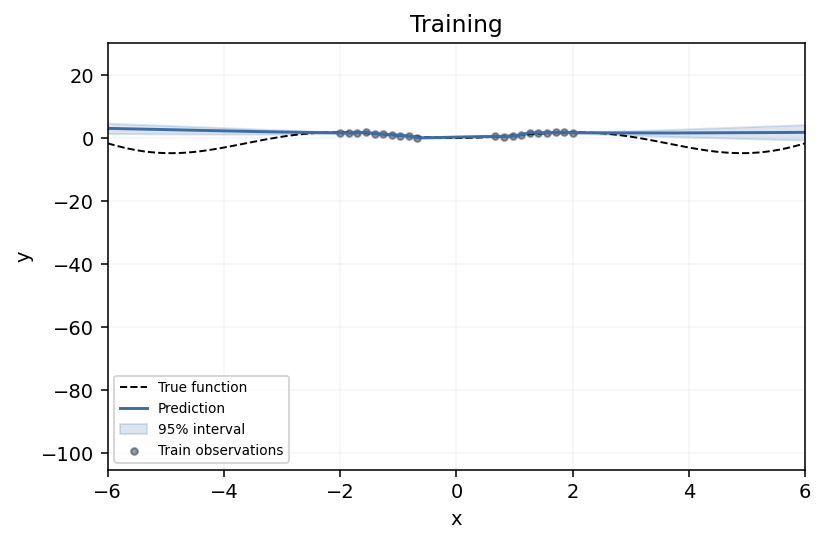 Training
20
0
−20
−40
−60
−80
−100
y
True function
Prediction
95% interval
Train observations
−6 −4 −2 0 2 4 6
x